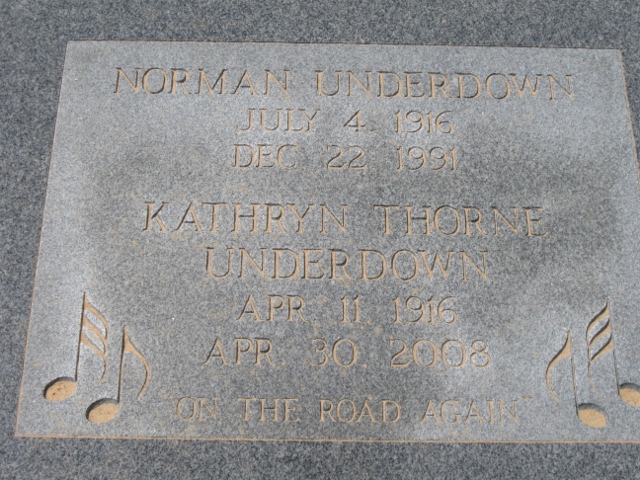 NORMAN UNDERDOWN
JULY 4, 1916
DEC. 22, 1991
KATHRYN THORNE
UNDERDOWN
APR. 11, 1916
APR. 30, 2008
"ON THE ROAD AGAIN"